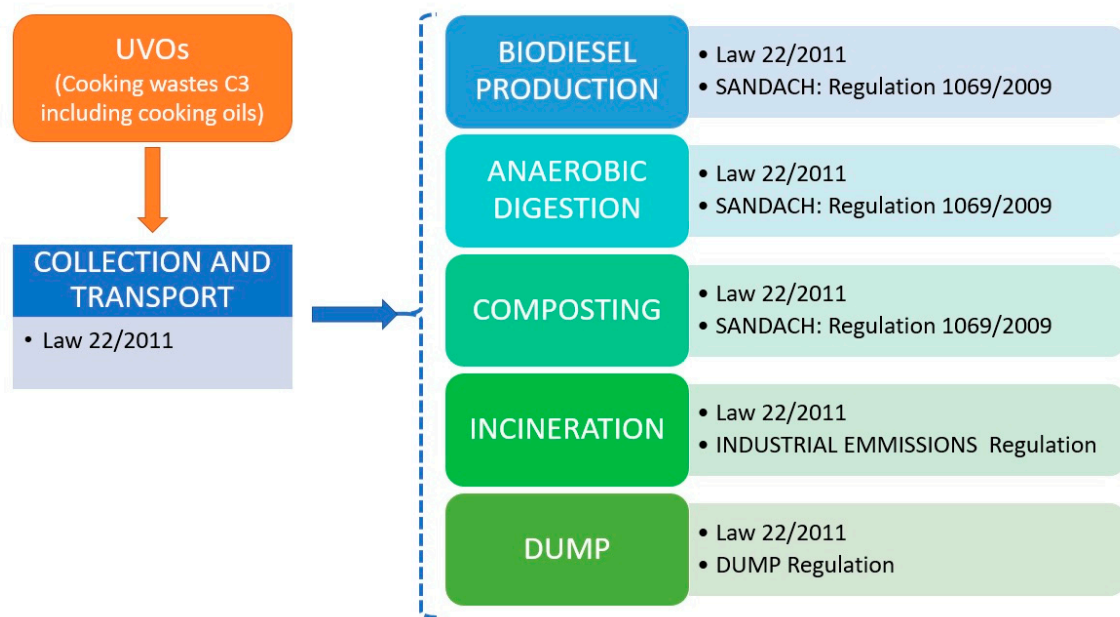 UVOs
(Cooking wastes C3
including cooking oils)
COLLECTION AND
TRANSPORT
• Law 22/2011
BIODIESEL
PRODUCTION
• Law 22/2011
• SANDACH: Regulation 1069/2009
ANAEROBIC
DIGESTION
• Law 22/2011
• SANDACH: Regulation 1069/2009
COMPOSTING
• Law 22/2011
• SANDACH: Regulation 1069/2009
INCINERATION
• Law 22/2011
• INDUSTRIAL EMMISSIONS Regulation
DUMP
• Law 22/2011
• DUMP Regulation